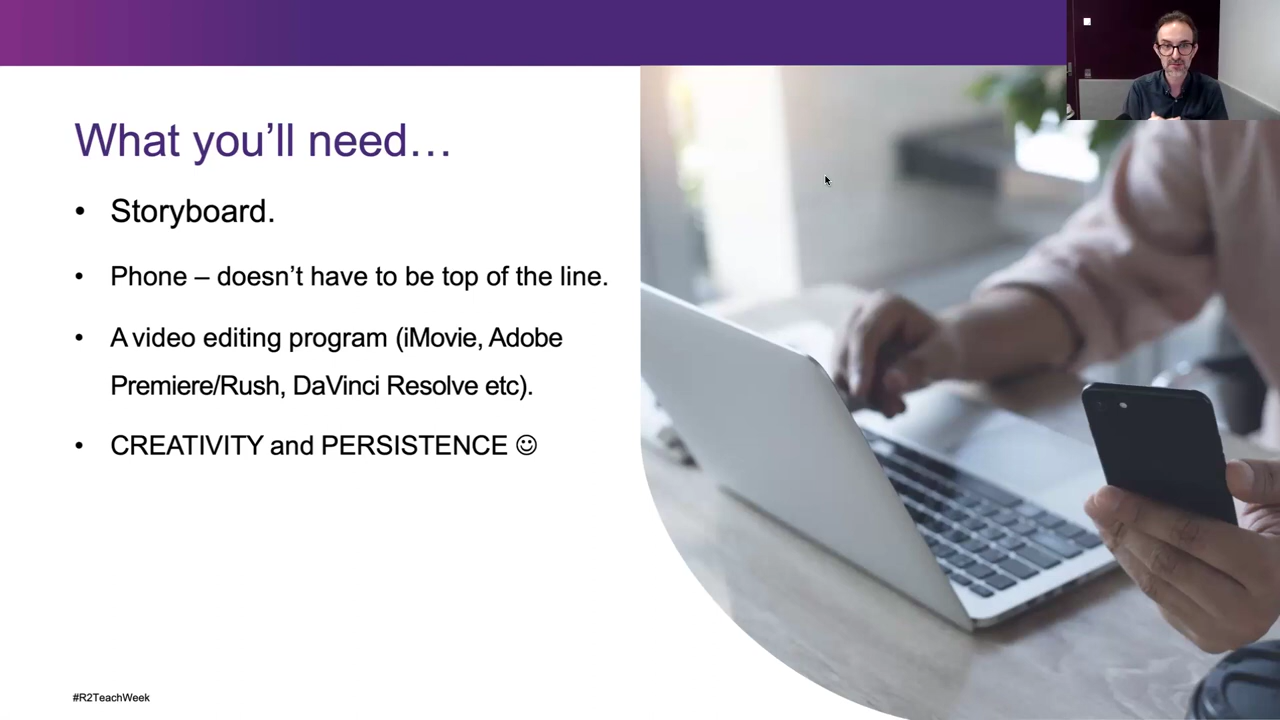 What you’ll need…
• Storyboard.
• Phone – doesn’t have to be top of the line.
• A video editing program (iMovie, Adobe
Premiere/Rush, DaVinci Resolve etc).
• CREATIVITY and PERSISTENCE ☺
#R2TeachWeek